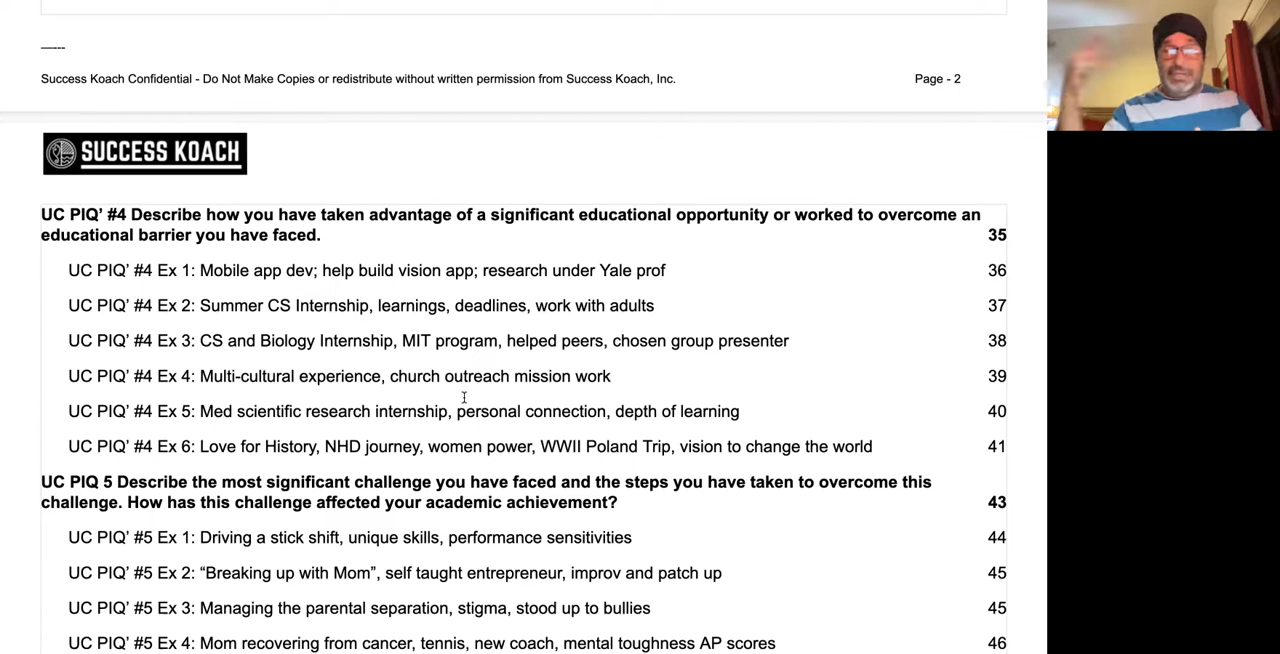 —---
Success Koach Confidential - Do Not Make Copies or redistribute without written permission from Success Koach, Inc. Page - 2
SUCCESS KOACH
UC PIQ’ #4 Describe how you have taken advantage of a significant educational opportunity or worked to overcome an
educational barrier you have faced. 35
UC PIQ’ #4 Ex 1: Mobile app dev; help build vision app; research under Yale prof 36
UC PIQ’ #4 Ex 2: Summer CS Internship, learnings, deadlines, work with adults 37
UC PIQ’ #4 Ex 3: CS and Biology Internship, MIT program, helped peers, chosen group presenter 38
UC PIQ’ #4 Ex 4: Multi-cultural experience, church outreach mission work 39
UC PIQ’ #4 Ex 5: Med scientific research internship, personal connection, depth of learning 40
UC PIQ’ #4 Ex 6: Love for History, NHD journey, women power, WWII Poland Trip, vision to change the world 41
UC PIQ 5 Describe the most significant challenge you have faced and the steps you have taken to overcome this
challenge. How has this challenge affected your academic achievement? 43
UC PIQ’ #5 Ex 1: Driving a stick shift, unique skills, performance sensitivities 44
UC PIQ’ #5 Ex 2: “Breaking up with Mom”, self taught entrepreneur, improv and patch up 45
UC PIQ’ #5 Ex 3: Managing the parental separation, stigma, stood up to bullies 45
UC PIQ’ #5 Ex 4: Mom recovering from cancer, tennis, new coach, mental toughness AP scores 46